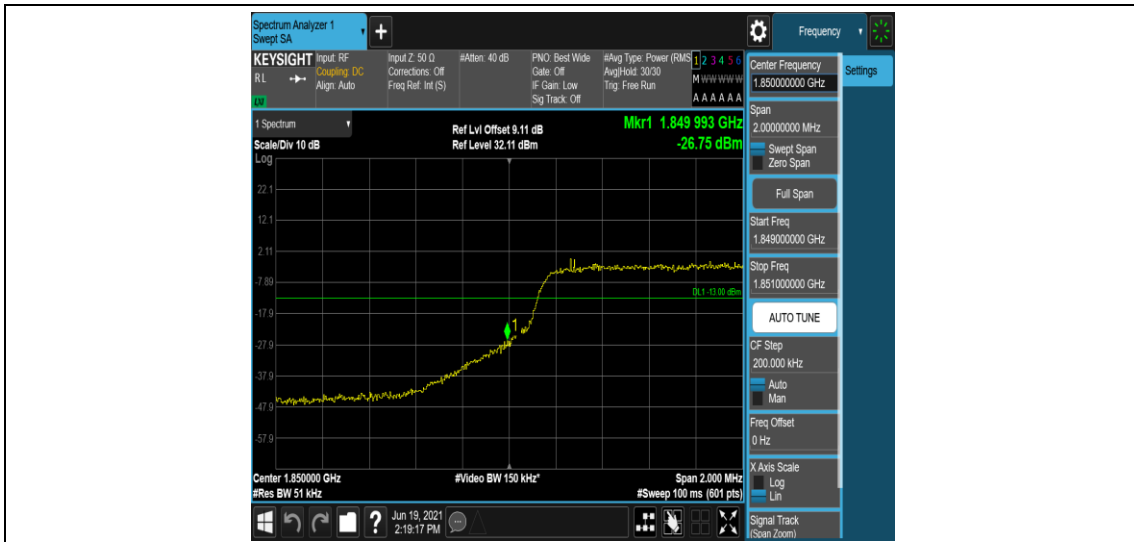 Spectrum Analyzer 1
Swept SA
+
Frequency
KEYSIGHT
RL
LXI
Input: RF
Coupling: DC
Align: Auto
Input Z: 50 Ω
Corrections: Off
Freq Ref: Int (S)
#Atten: 40 dB
PNO: Best Wide
Gate: Off
IF Gain: Low
Sig Track: Off
#Avg Type: Power (RMS
Avg|Hold: 30/30
Trig: Free Run
1 2 3 4 5 6
M W W W W W
A A A A A A
1 Spectrum
Scale/Div 10 dB
Ref Lvl Offset 9.11 dB
Ref Level 32.11 dBm
Mkr1 1.849 993 GHz
-26.75 dBm
Log
22.1
12.1
2.11
-7.89
-17.9
-27.9
-37.9
-47.9
-57.9
DL1 -13.00 dBm
1
Center 1.850000 GHz
#Res BW 51 kHz
#Video BW 150 kHz*
Span 2.000 MHz
#Sweep 100 ms (601 pts)
Center Frequency
1.850000000 GHz
Settings
Span
2.00000000 MHz
Swept Span
Zero Span
Full Span
Start Freq
1.849000000 GHz
Stop Freq
1.851000000 GHz
AUTO TUNE
CF Step
200.000 kHz
Auto
Man
Freq Offset
0 Hz
X Axis Scale
Log
Lin
Signal Track
(Span Zoom)
?
Jun 19, 2021
2:19:17 PM